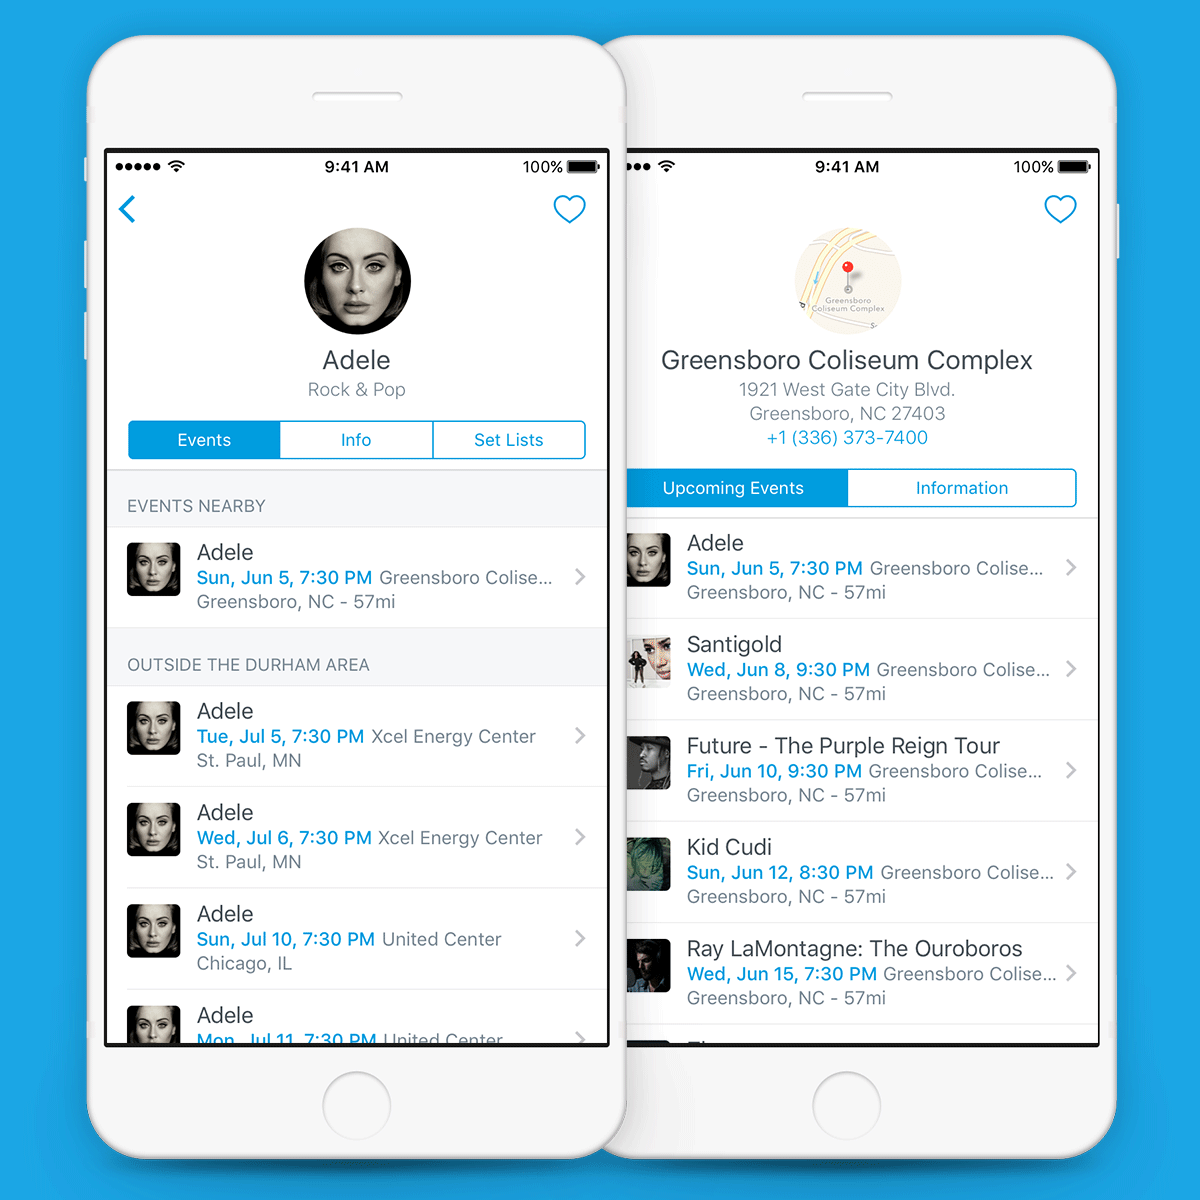 9:41 AM
100%
Adele
Rock & Pop
Events
Info
Set Lists
EVENTS NEARBY
Adele
Sun, Jun 5, 7:30 PM Greensboro Colise...
Greensboro, NC - 57mi
OUTSIDE THE DURHAM AREA
Adele
Tue, Jul 5, 7:30 PM Xcel Energy Center
St. Paul, MN
Adele
Wed, Jul 6, 7:30 PM Xcel Energy Center
St. Paul, MN
Adele
Sun, Jul 10, 7:30 PM United Center
Chicago, IL
Adele
Mon, Jul 11, 7:30 PM United Center
9:41 AM
100%
Greensboro
Coliseum Complex
Greensboro Coliseum Complex
1921 West Gate City Blvd.
Greensboro, NC 27403
+1 (336) 373-7400
Upcoming Events
Information
Adele
Sun, Jun 5, 7:30 PM Greensboro Colise...
Greensboro, NC - 57mi
Santigold
Wed, Jun 8, 9:30 PM Greensboro Colise...
Greensboro, NC - 57mi
Future - The Purple Reign Tour
Fri, Jun 10, 9:30 PM Greensboro Colise...
Greensboro, NC - 57mi
Kid Cudi
Sun, Jun 12, 8:30 PM Greensboro Colise...
Greensboro, NC - 57mi
Ray LaMontagne: The Ouroboros
Wed, Jun 15, 7:30 PM Greensboro Colise...
Greensboro, NC - 57mi